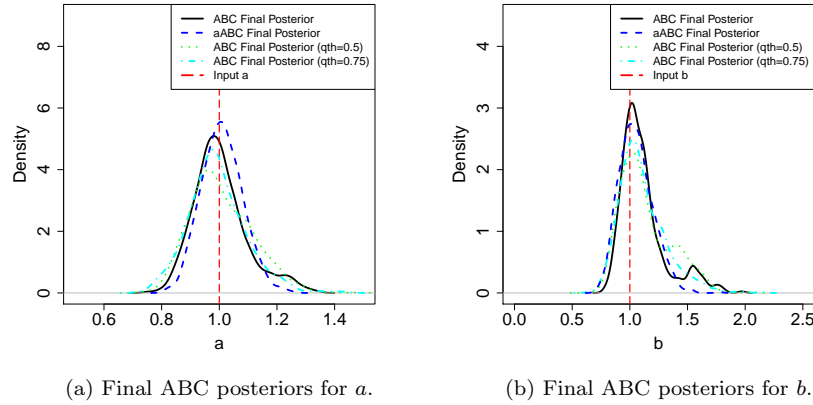 ABC Final Posterior
aABC Final Posterior
ABC Final Posterior (qth=0.5)
ABC Final Posterior (qth=0.75)
Input a
Density
0 2 4 6 8
0.6 0.8 1.0 1.2 1.4
a
(a) Final ABC posteriors for a.
ABC Final Posterior
aABC Final Posterior
ABC Final Posterior (qth=0.5)
ABC Final Posterior (qth=0.75)
Input b
Density
0 1 2 3 4
0.0 0.5 1.0 1.5 2.0 2.5
b
(b) Final ABC posteriors for b.